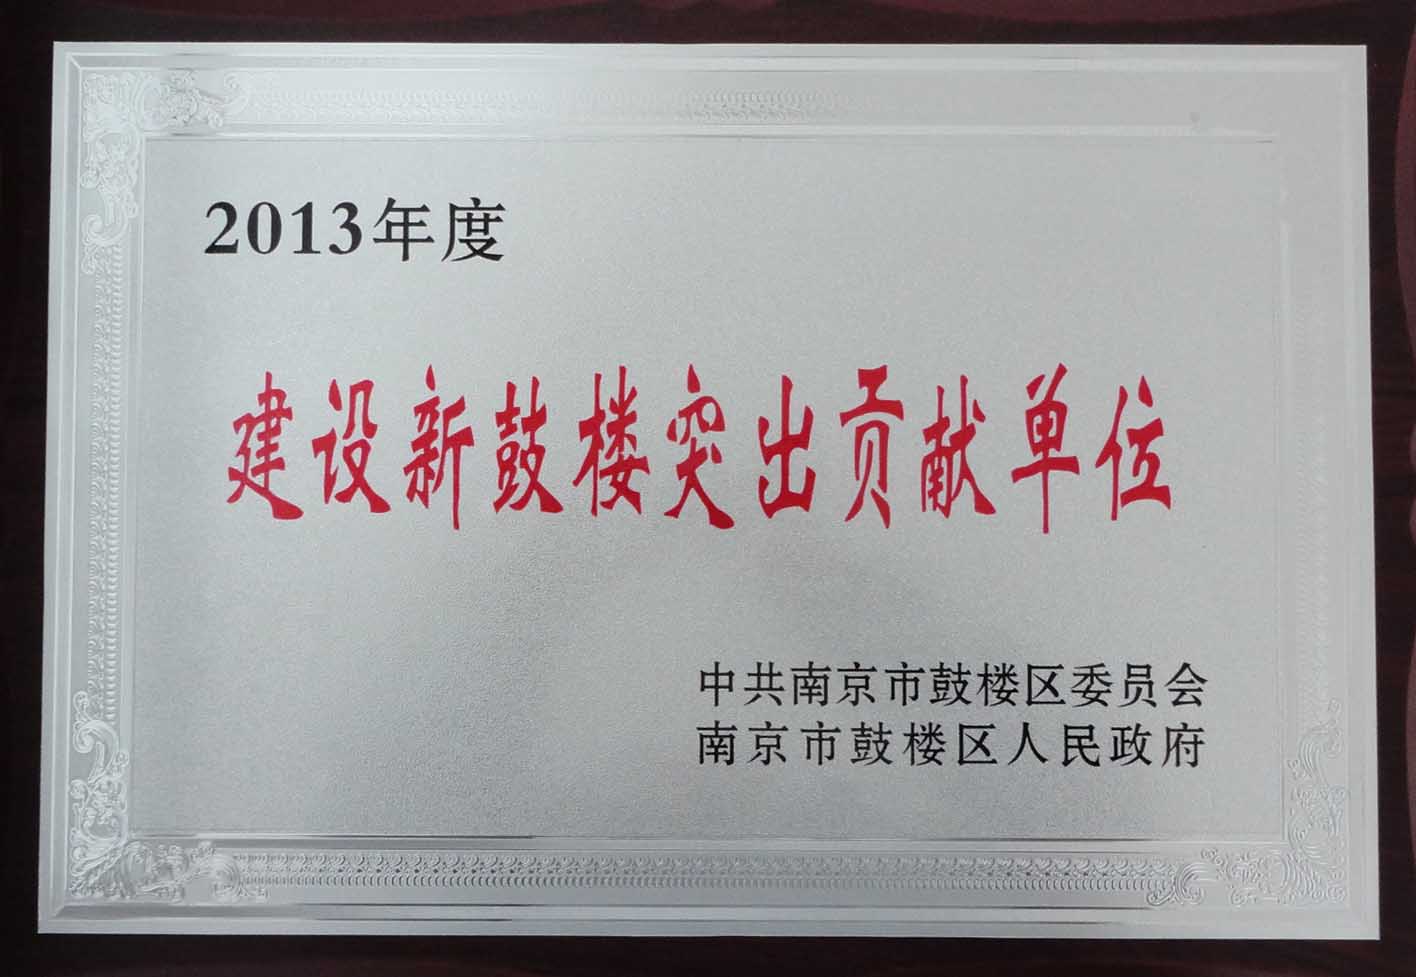 2013年度
建设新鼓楼突出贡献单位
中共南京市鼓楼区委员会
南京市鼓楼区人民政府